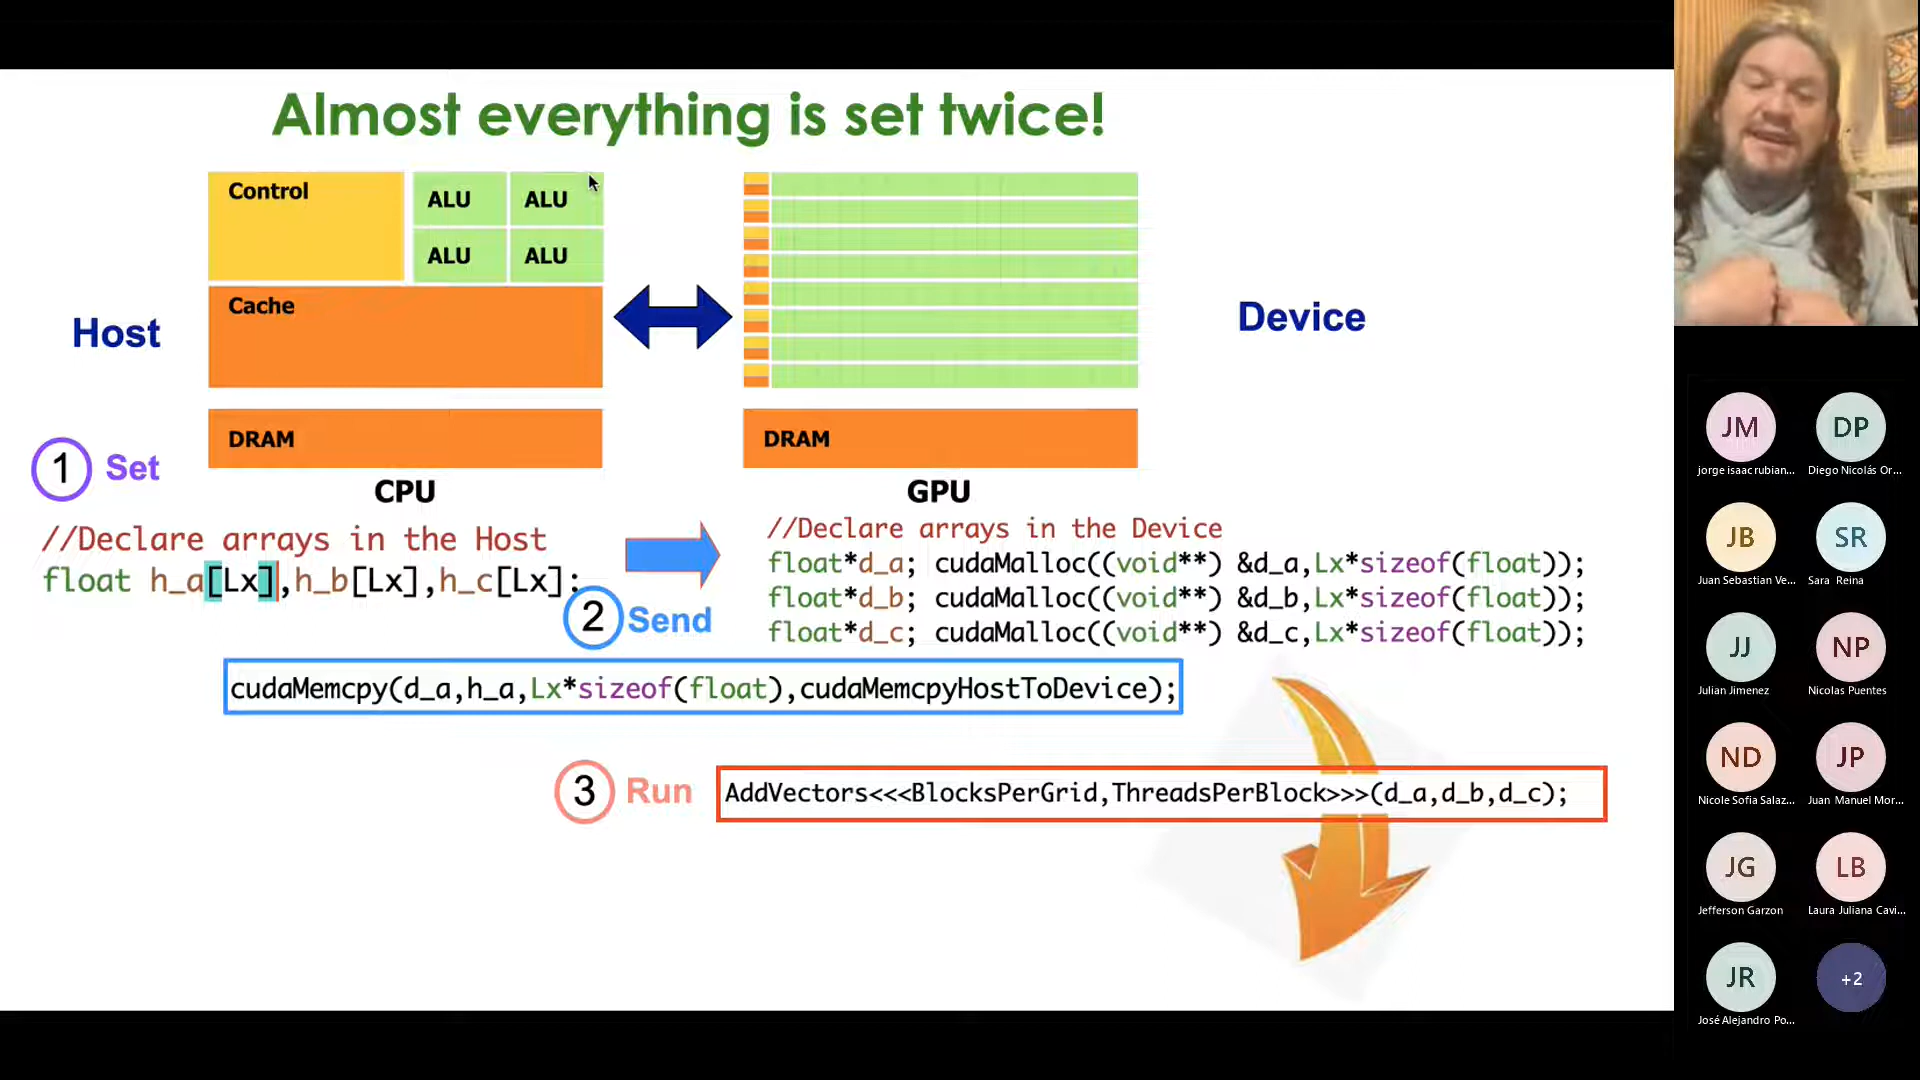 Almost everything is set twice!
Control
ALU
ALU
ALU
ALU
Cache
Host
Device
DRAM
DRAM
1 Set
CPU
GPU
//Declare arrays in the Host
float h_a[Lx],h_b[Lx],h_c[Lx];
2 Send
//Declare arrays in the Device
float*d_a; cudaMalloc((void**) &d_a,Lx*sizeof(float));
float*d_b; cudaMalloc((void**) &d_b,Lx*sizeof(float));
float*d_c; cudaMalloc((void**) &d_c,Lx*sizeof(float));
cudaMemcpy(d_a,h_a,Lx*sizeof(float),cudaMemcpyHostToDevice);
3 Run
AddVectors<<<BlocksPerGrid,ThreadsPerBlock>>>(d_a,d_b,d_c);
JM
jorge isaac rubian...
DP
Diego Nicolás Or...
JB
Juan Sebastian Ve...
SR
Sara Reina
JJ
Julian Jimenez
NP
Nicolas Puentes
ND
Nicole Sofia Salaz...
JP
Juan Manuel Mor...
JG
Jefferson Garzon
LB
Laura Juliana Cavi...
JR
José Alejandro Po...
+2